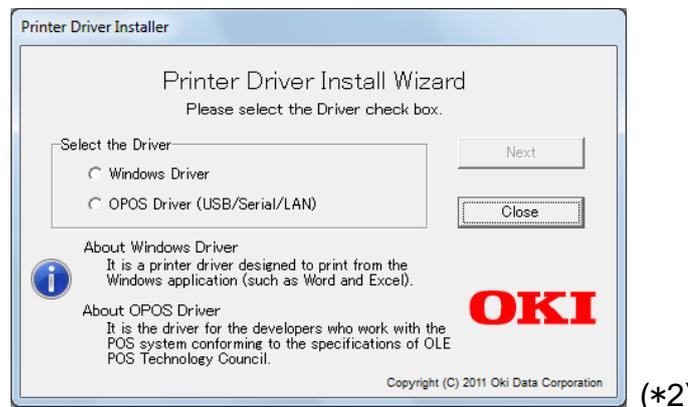 Printer Driver Installer
Printer Driver Install Wizard
Please select the Driver check box.
Select the Driver
Windows Driver
OPOS Driver (USB/Serial/LAN)
Next
Close
About Windows Driver
It is a printer driver designed to print from the
Windows application (such as Word and Excel).
About OPOS Driver
It is the driver for the developers who work with the
POS system conforming to the specifications of OLE
POS Technology Council.
OKI
Copyright (C) 2011 Oki Data Corporation
(*2)